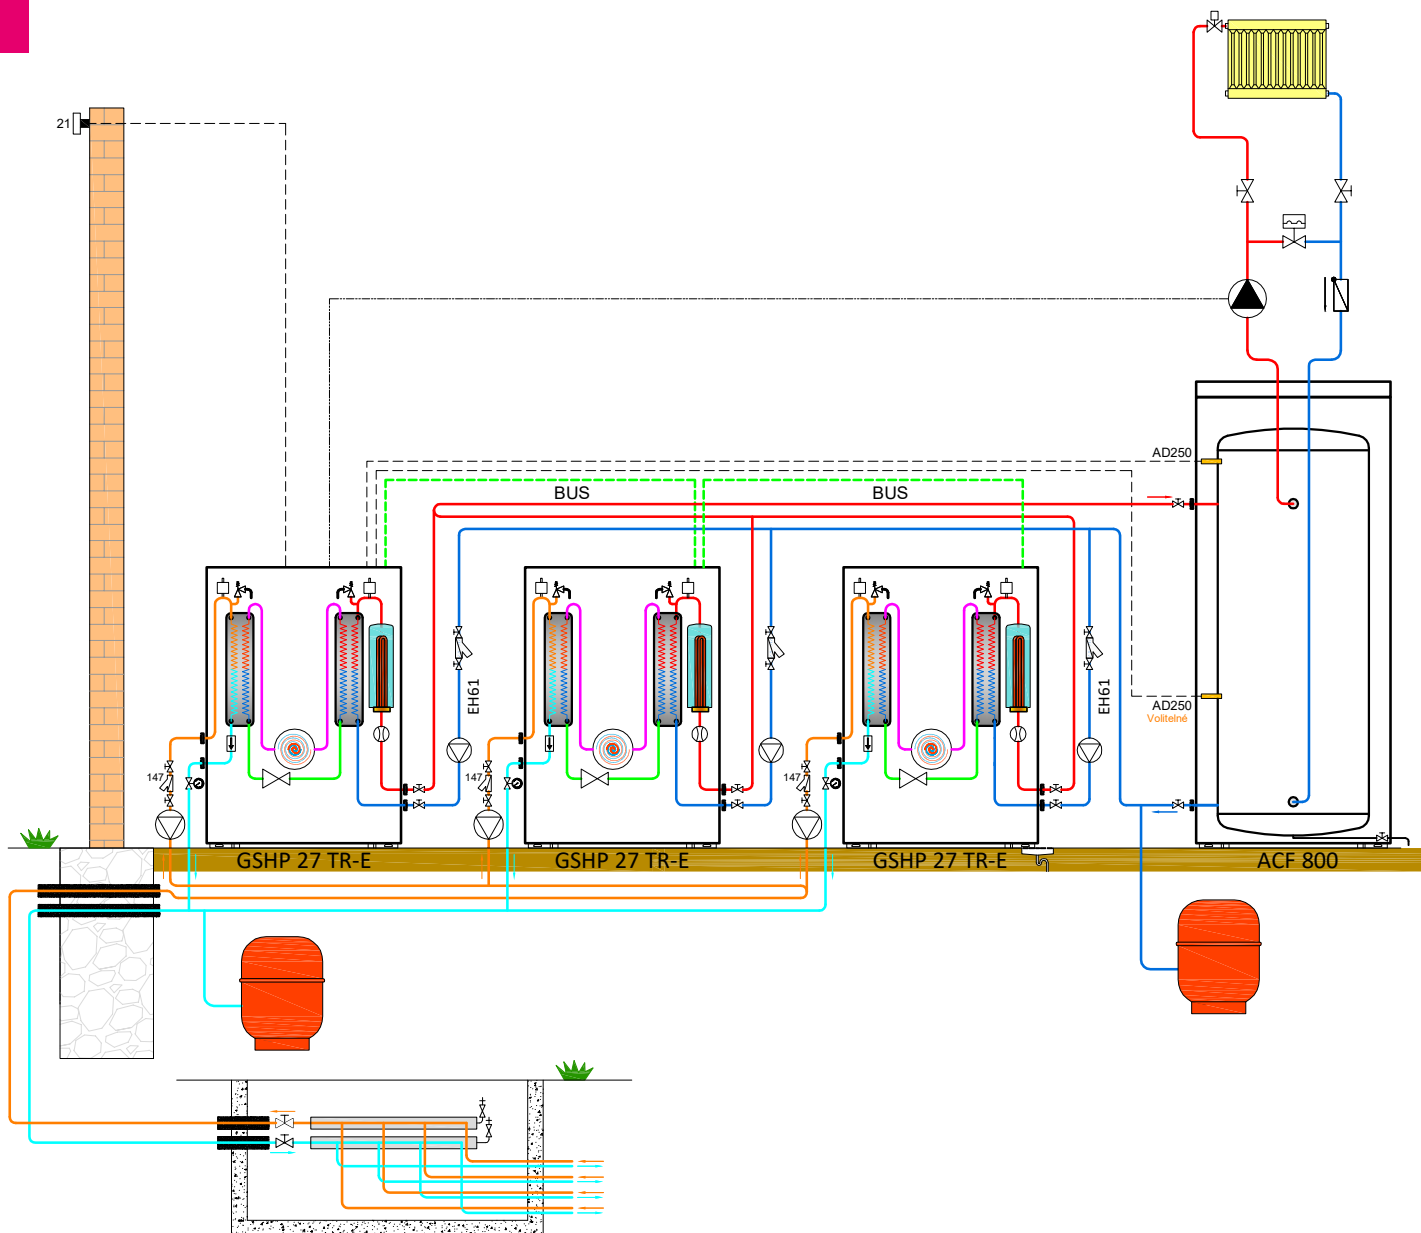 21
AD250
BUS
BUS
EH61
EH61
AD250
Volitelné
147
147
147
GSHP 27 TR-E
GSHP 27 TR-E
GSHP 27 TR-E
ACF 800